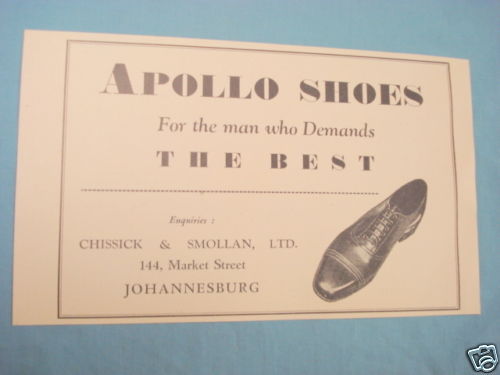 APOLLO SHOES
For the man who Demands
THE BEST
Enquiries :
CHISSICK & SMOLLAN, LTD.
144, Market Street
JOHANNESBURG